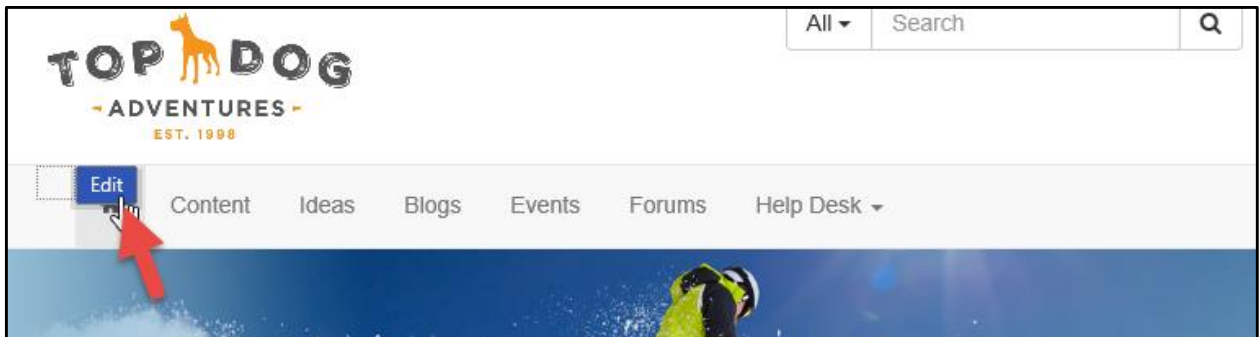 All Search
TOP DOG
- ADVENTURES -
EST. 1998
Edit
Content Ideas Blogs Events Forums Help Desk